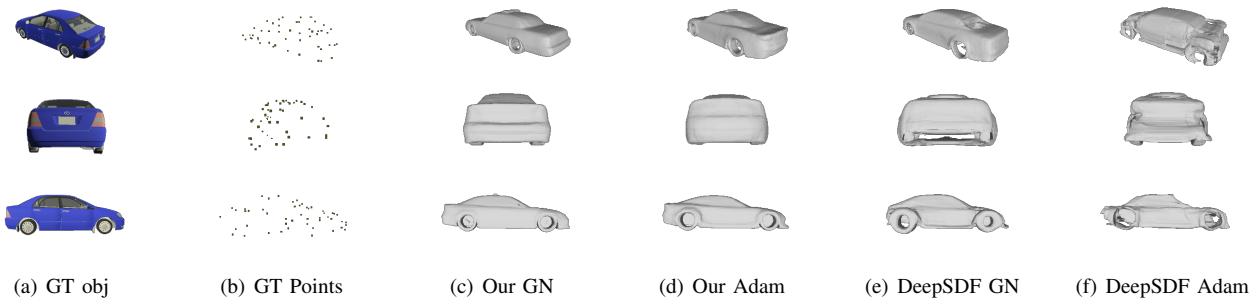 (a) GT obj (b) GT Points (c) Our GN (d) Our Adam (e) DeepSDF GN (f) DeepSDF Adam